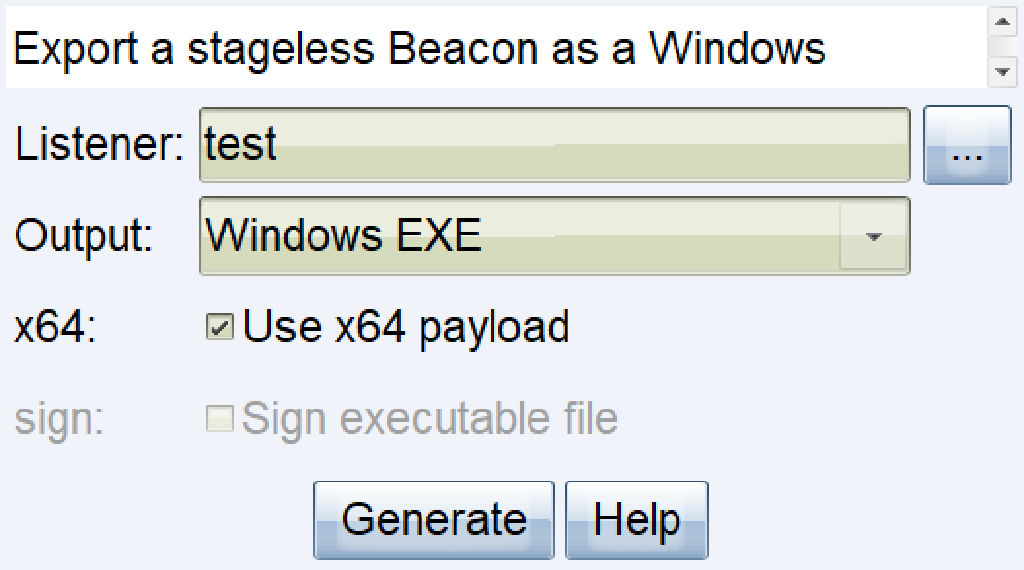 Export a stageless Beacon as a Windows
Listener: test ...
Output: Windows EXE
x64: Use x64 payload
sign: Sign executable file
Generate Help